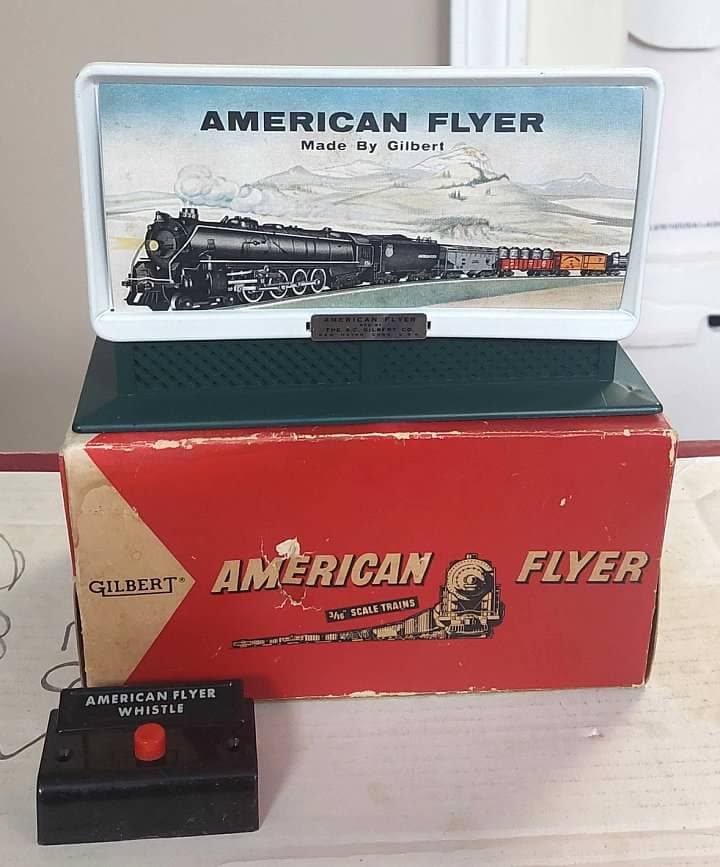 AMERICAN FLYER
Made By Gilbert
AMERICAN FLYER
THE A.C. GILBERT CO.
GILBERT®
AMERICAN FLYER
3/16" SCALE TRAINS
AMERICAN FLYER
WHISTLE